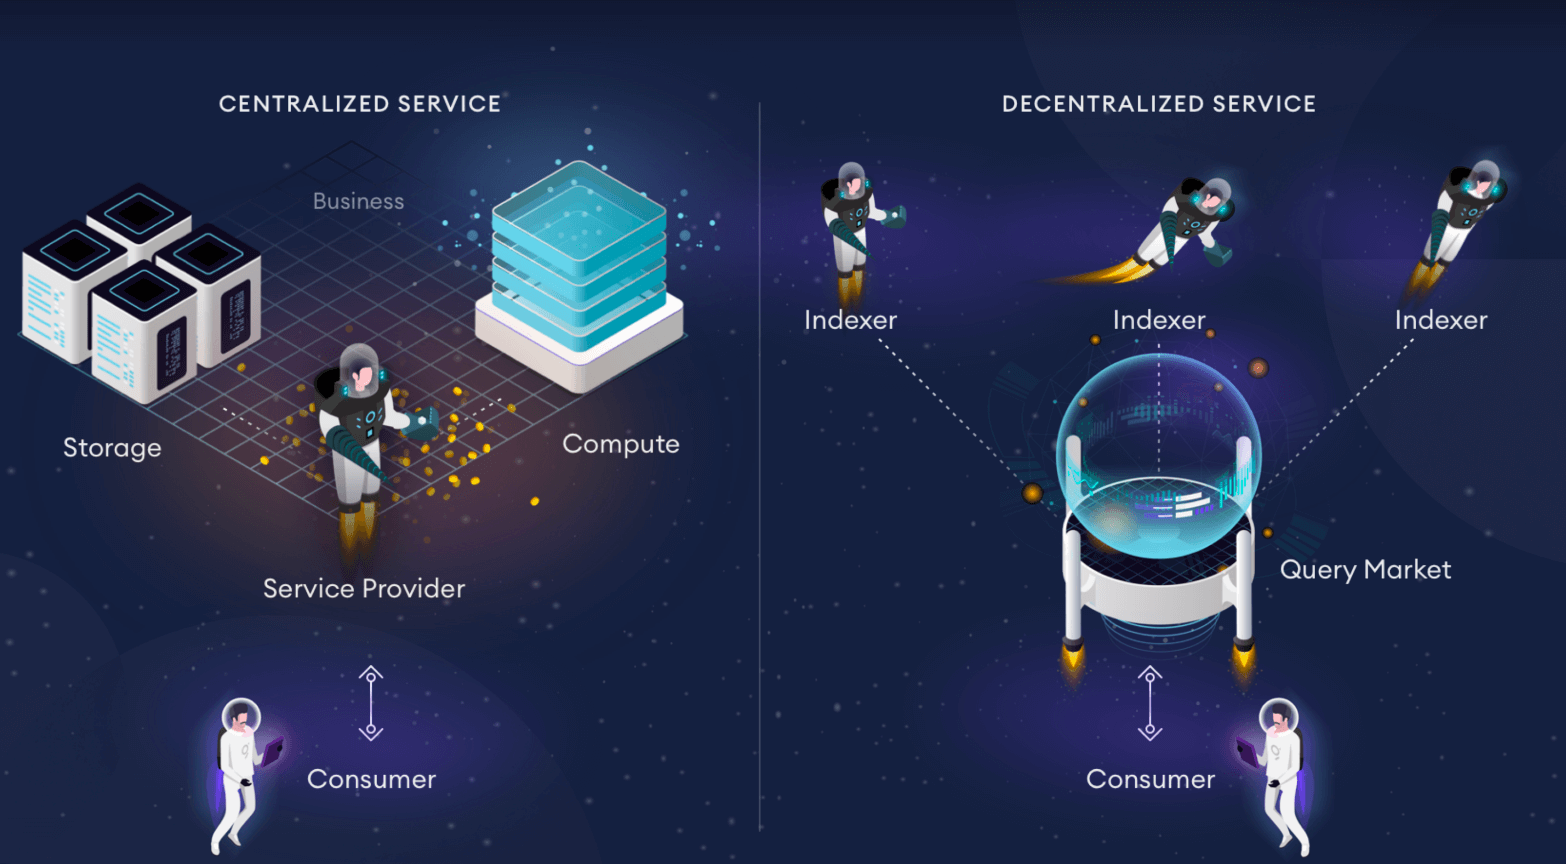 CENTRALIZED SERVICE
Business
Storage
Compute
Service Provider
Consumer
DECENTRALIZED SERVICE
Indexer
Indexer
Indexer
Query Market
Consumer